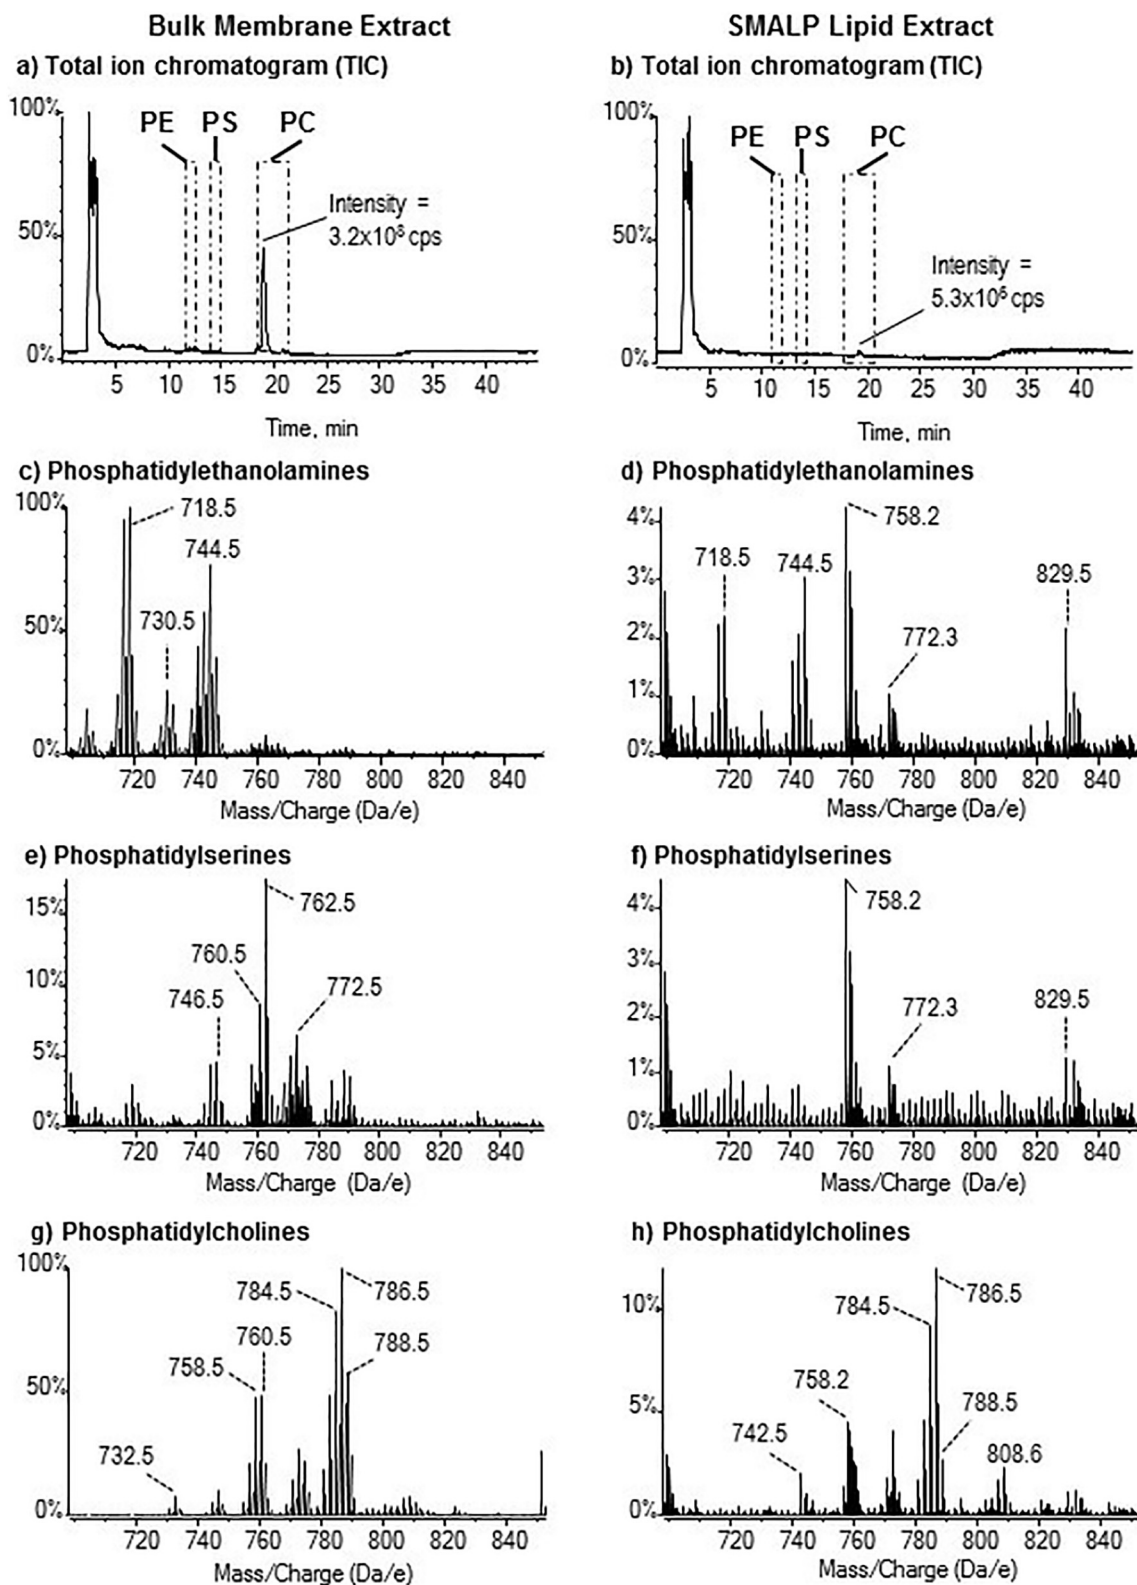 Bulk Membrane Extract
SMALP Lipid Extract
a) Total ion chromatogram (TIC)
b) Total ion chromatogram (TIC)
100%
50%
0%
PE PS PC
Intensity =
3.2x10⁶ cps
5 10 15 20 25 30 35 40
Time, min
100%
50%
0%
PE PS PC
Intensity =
5.3x10⁶ cps
5 10 15 20 25 30 35 40
Time, min
c) Phosphatidylethanolamines
d) Phosphatidylethanolamines
100%
50%
0%
718.5
744.5
730.5
720 740 760 780 800 820 840
Mass/Charge (Da/e)
4%
3%
2%
1%
0%
758.2
718.5
744.5
829.5
772.3
720 740 760 780 800 820 840
Mass/Charge (Da/e)
e) Phosphatidylserines
f) Phosphatidylserines
15%
10%
5%
0%
762.5
760.5
746.5
772.5
720 740 760 780 800 820 840
Mass/Charge (Da/e)
4%
3%
2%
1%
0%
758.2
772.3
829.5
720 740 760 780 800 820 840
Mass/Charge (Da/e)
g) Phosphatidylcholines
h) Phosphatidylcholines
100%
50%
0%
784.5
786.5
760.5
758.5
788.5
732.5
720 740 760 780 800 820 840
Mass/Charge (Da/e)
10%
5%
0%
786.5
784.5
758.2
788.5
742.5
808.6
720 740 760 780 800 820 840
Mass/Charge (Da/e)